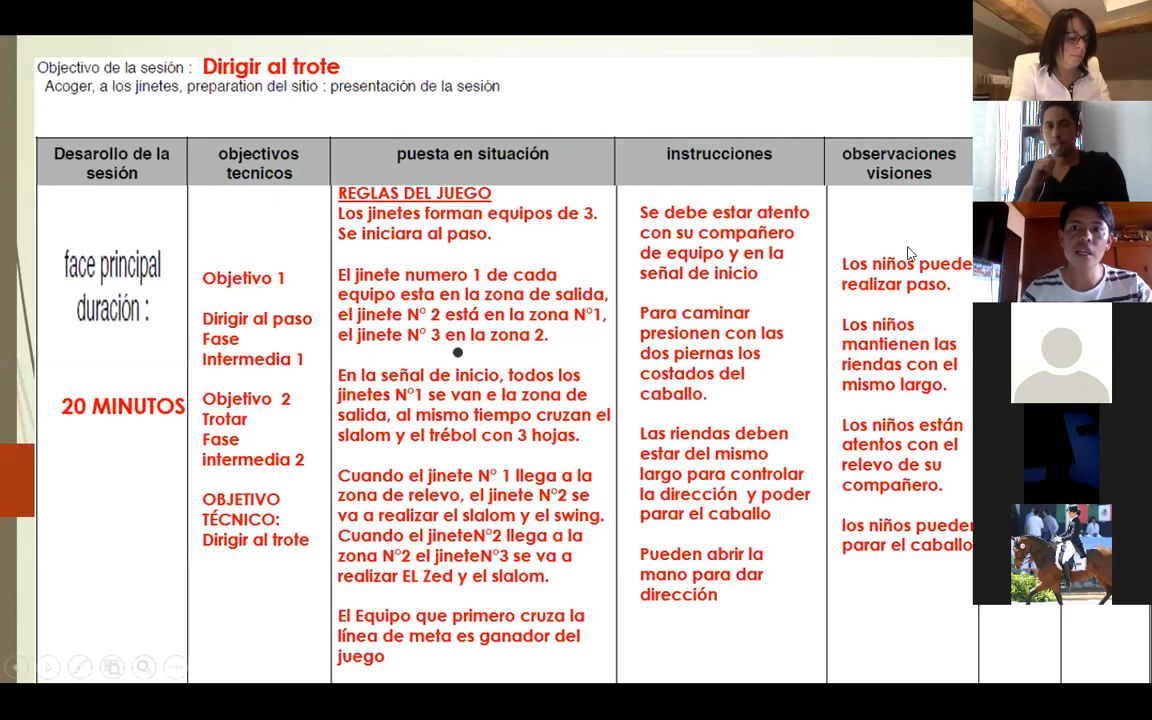 Objectivo de la sesión : Dirigir al trote
Acoger, a los jinetes, preparation del sitio : presentación de la sesión
Desarollo de la
sesión
objectivos
tecnicos
puesta en situación
instrucciones
observaciones
visiones
face principal
duración :
20 MINUTOS
Objetivo 1
Dirigir al paso
Fase
Intermedia 1
Objetivo 2
Trotar
Fase
intermedia 2
OBJETIVO
TÉCNICO:
Dirigir al trote
REGLAS DEL JUEGO
Los jinetes forman equipos de 3.
Se iniciara al paso.
El jinete numero 1 de cada
equipo esta en la zona de salida,
el jinete N° 2 está en la zona N°1,
el jinete N° 3 en la zona 2.
En la señal de inicio, todos los
jinetes N°1 se van e la zona de
salida, al mismo tiempo cruzan el
slalom y el trébol con 3 hojas.
Cuando el jinete N° 1 llega a la
zona de relevo, el jinete N°2 se
va a realizar el slalom y el swing.
Cuando el jineteN°2 llega a la
zona N°2 el jineteN°3 se va a
realizar EL Zed y el slalom.
El Equipo que primero cruza la
línea de meta es ganador del
juego
Se debe estar atento
con su compañero
de equipo y en la
señal de inicio
Para caminar
presionen con las
dos piernas los
costados del
caballo.
Las riendas deben
estar del mismo
largo para controlar
la dirección y poder
parar el caballo
Pueden abrir la
mano para dar
dirección
Los niños puede
realizar paso.
Los niños
mantienen las
riendas con el
mismo largo.
Los niños están
atentos con el
relevo de su
compañero.
los niños pueden
parar el caballo